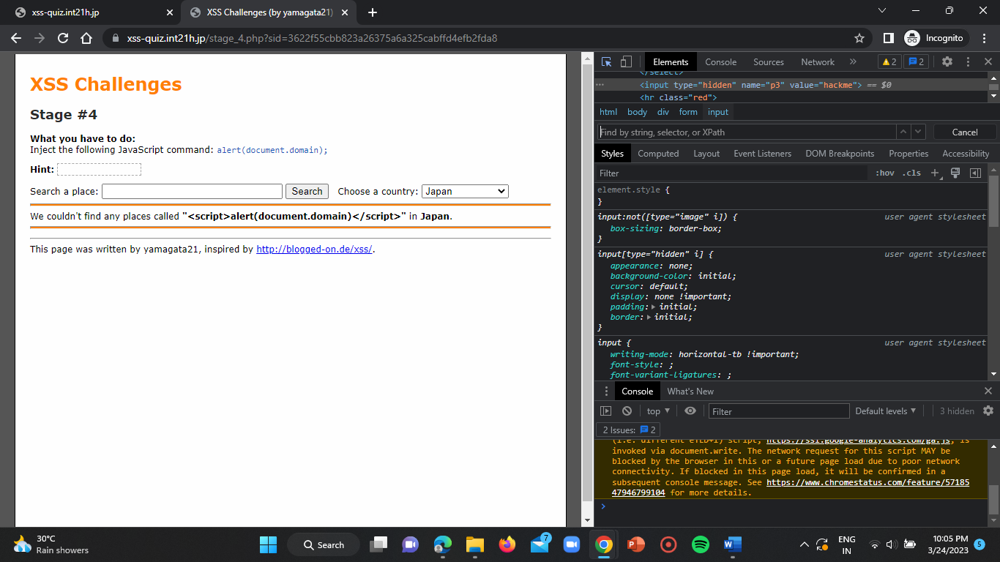 xss-quiz.int21h.jp
XSS Challenges (by yamagata21)
xss-quiz.int21h.jp/stage_4.php?sid=3622f55cbb823a26375a6a325cabffd4efb2fda8
Incognito
XSS Challenges
Stage #4
What you have to do:
Inject the following JavaScript command: alert(document.domain);
Hint:
Search a place: Search Choose a country: Japan
We couldn't find any places called "<script>alert(document.domain)</script>" in Japan.
This page was written by yamagata21, inspired by http://blogged-on.de/xss/.
Elements Console Sources Network » 2 2
</select>
<input type="hidden" name="p3" value="hackme"> == $0
<hr class="red">
html body div form input
Find by string, selector, or XPath Cancel
Styles Computed Layout Event Listeners DOM Breakpoints Properties Accessibility
Filter :hov .cls
element.style {
}
input:not([type="image" i]) { user agent stylesheet
box-sizing: border-box;
}
input[type="hidden" i] { user agent stylesheet
appearance: none;
background-color: initial;
cursor: default;
display: none !important;
padding: initial;
border: initial;
}
input { user agent stylesheet
writing-mode: horizontal-tb !important;
font-style: ;
font-variant-ligatures: ;
Console What's New
top Filter Default levels 3 hidden
2 Issues: 2
(i.e. different eTLD+1) script, https://ssl.google-analytics.com/ga.js, is
invoked via document.write. The network request for this script MAY be
blocked by the browser in this or a future page load due to poor network
connectivity. If blocked in this page load, it will be confirmed in a
subsequent console message. See https://www.chromestatus.com/feature/57185
47946799104 for more details.
30°C
Rain showers
Search
7
ENG
IN
10:05 PM
3/24/2023
5